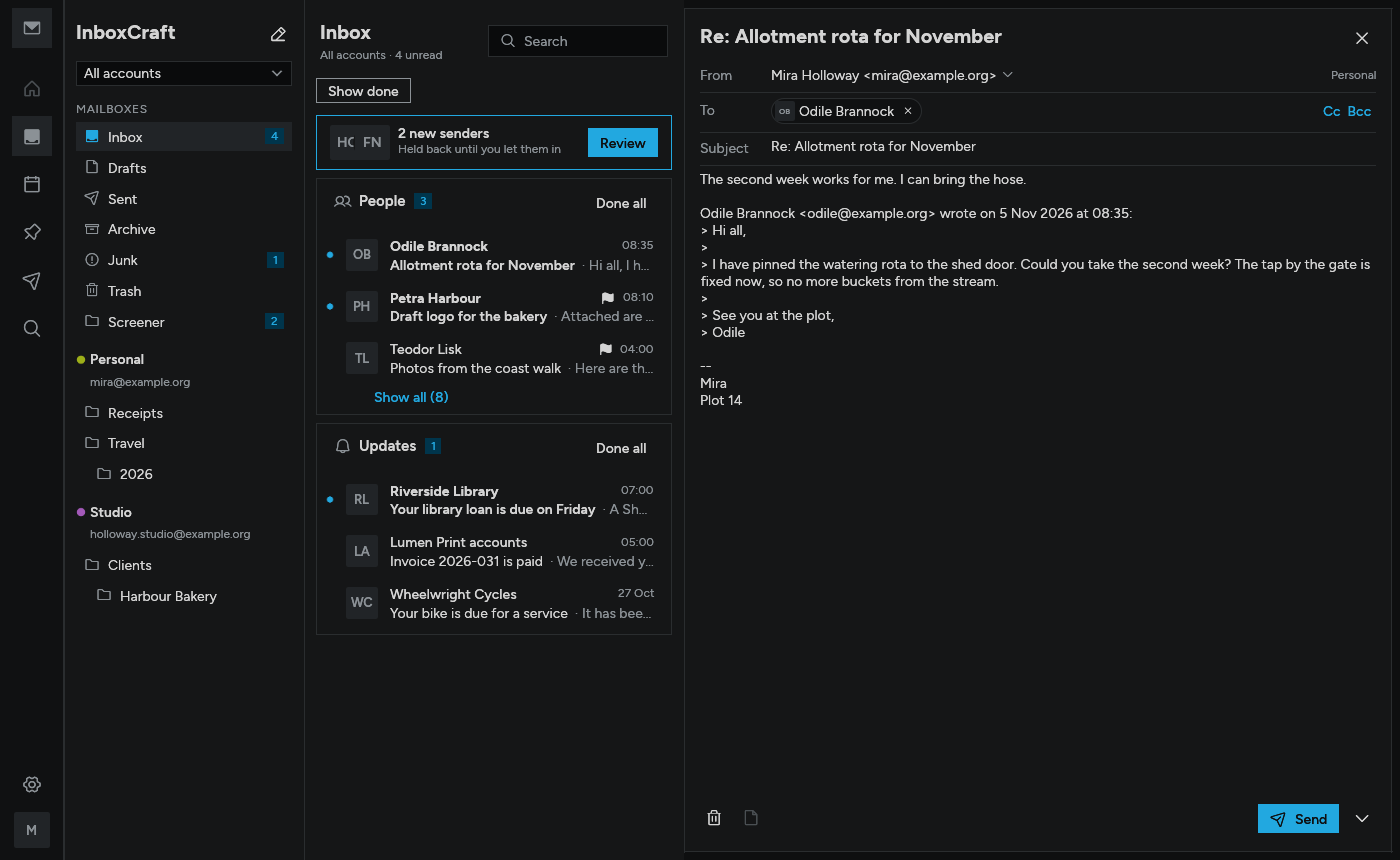 InboxCraft
All accounts
MAILBOXES
Inbox 4
Drafts
Sent
Archive
Junk 1
Trash
Screener 2
Personal
mira@example.org
Receipts
Travel
2026
Studio
holloway.studio@example.org
Clients
Harbour Bakery
M
Inbox
All accounts · 4 unread
Search
Show done
HC FN
2 new senders
Held back until you let them in
Review
People 3
Done all
OB
Odile Brannock 08:35
Allotment rota for November · Hi all, I h...
PH
Petra Harbour 08:10
Draft logo for the bakery · Attached are ...
TL
Teodor Lisk 04:00
Photos from the coast walk · Here are th...
Show all (8)
Updates 1
Done all
RL
Riverside Library 07:00
Your library loan is due on Friday · A Sh...
LA
Lumen Print accounts 05:00
Invoice 2026-031 is paid · We received y...
WC
Wheelwright Cycles 27 Oct
Your bike is due for a service · It has bee...
Re: Allotment rota for November
From Mira Holloway <mira@example.org> Personal
To OB Odile Brannock × Cc Bcc
Subject Re: Allotment rota for November
The second week works for me. I can bring the hose.
Odile Brannock <odile@example.org> wrote on 5 Nov 2026 at 08:35:
> Hi all,
>
> I have pinned the watering rota to the shed door. Could you take the second week? The tap by the gate is
fixed now, so no more buckets from the stream.
>
> See you at the plot,
> Odile
--
Mira
Plot 14
Send